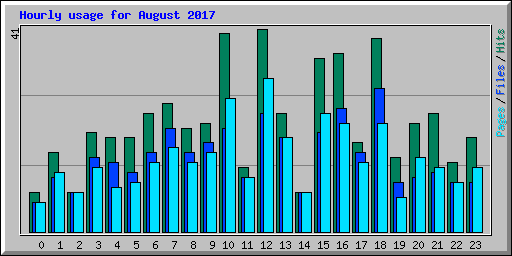 Hourly usage for August 2017
41
Pages / Files / Hits
0 1 2 3 4 5 6 7 8 9 10 11 12 13 14 15 16 17 18 19 20 21 22 23